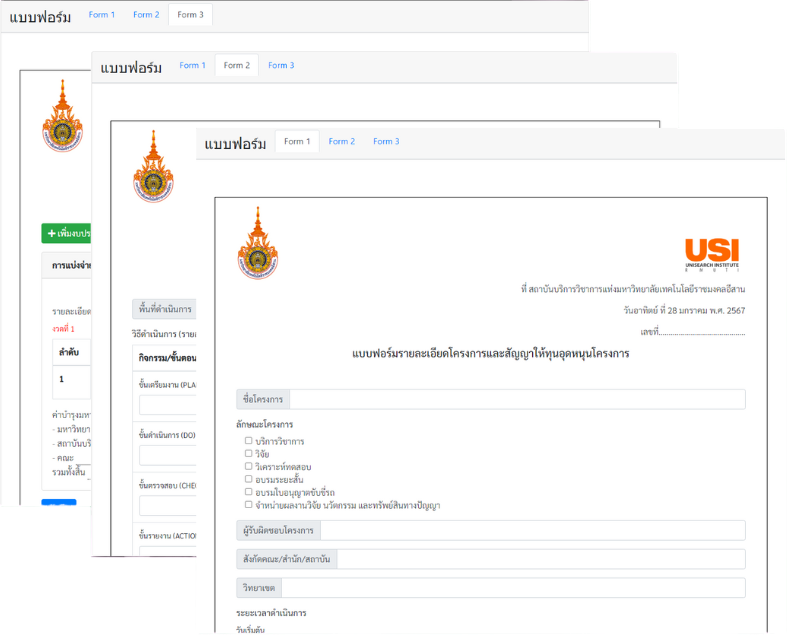 แบบฟอร์ม Form 1 Form 2 Form 3
+ เพิ่มงบประ
การแบ่งจ่าย
รายละเอียด
งวดที่ 1
ลำดับ
1
ค่าบำรุงมหา
- มหาวิทยา
- สถาบันบริ
- คณะ
รวมทั้งสิ้น
แบบฟอร์ม Form 1 Form 2 Form 3
พื้นที่ดำเนินการ
วิธีดำเนินการ (ราย
กิจกรรม/ขั้นตอน
ขั้นเตรียมงาน (PLA
ขั้นดำเนินการ (DO)
ขั้นตรวจสอบ (CHE
ขั้นรายงาน (ACTIO
แบบฟอร์ม Form 1 Form 2 Form 3
USI
UNISEARCH INSTITUTE
R M U T I
ที่ สถาบันบริการวิชาการแห่งมหาวิทยาลัยเทคโนโลยีราชมงคลอีสาน
วันอาทิตย์ ที่ 28 มกราคม พ.ศ. 2567
เลขที่........................................
แบบฟอร์มรายละเอียดโครงการและสัญญาให้ทุนอุดหนุนโครงการ
ชื่อโครงการ
ลักษณะโครงการ
บริการวิชาการ
วิจัย
วิเคราะห์ทดสอบ
อบรมระยะสั้น
อบรมใบอนุญาตขับขี่รถ
จำหน่ายผลงานวิจัย นวัตกรรม และทรัพย์สินทางปัญญา
ผู้รับผิดชอบโครงการ
สังกัดคณะ/สำนัก/สถาบัน
วิทยาเขต
ระยะเวลาดำเนินการ
วันเริ่มต้น